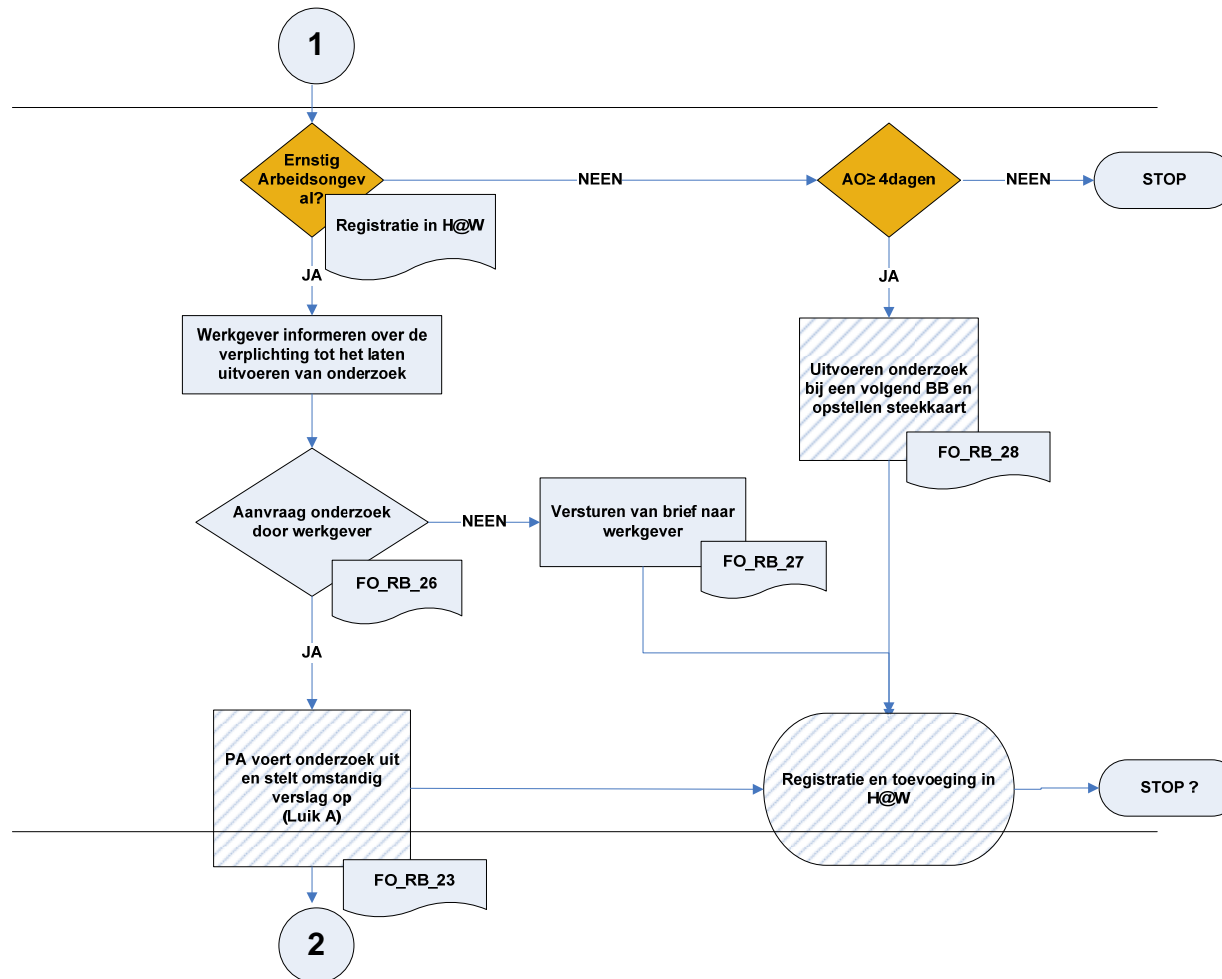 1
Ernstig
Arbeidsongev
al?
NEEN
AO≥ 4dagen
NEEN
STOP
Registratie in H@W
JA
JA
Werkgever informeren over de
verplichting tot het laten
uitvoeren van onderzoek
Uitvoeren onderzoek
bij een volgend BB en
opstellen steekkaart
FO_RB_28
Aanvraag onderzoek
door werkgever
NEEN
Versturen van brief naar
werkgever
FO_RB_27
FO_RB_26
JA
PA voert onderzoek uit
en stelt omstandig
verslag op
(Luik A)
Registratie en toevoeging in
H@W
STOP ?
FO_RB_23
2